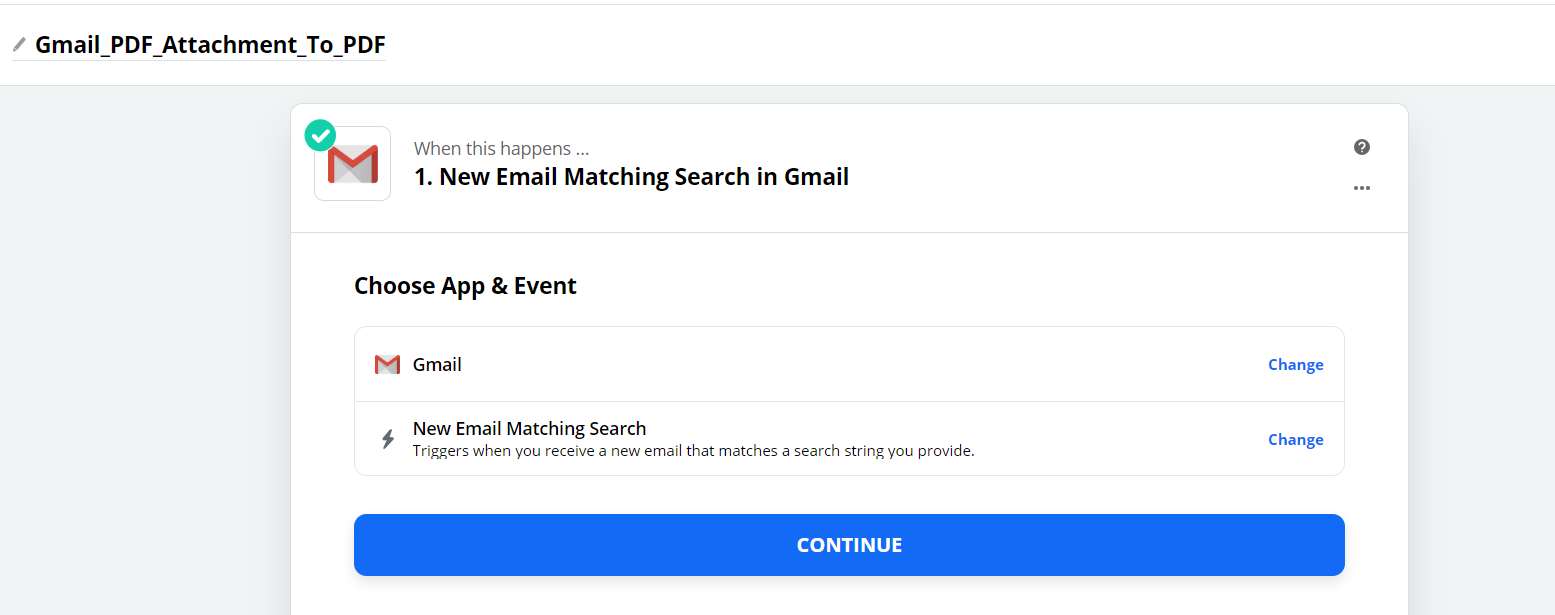 Gmail_PDF_Attachment_To_PDF
When this happens ...
1. New Email Matching Search in Gmail
Choose App & Event
Gmail
Change
New Email Matching Search
Triggers when you receive a new email that matches a search string you provide.
Change
CONTINUE